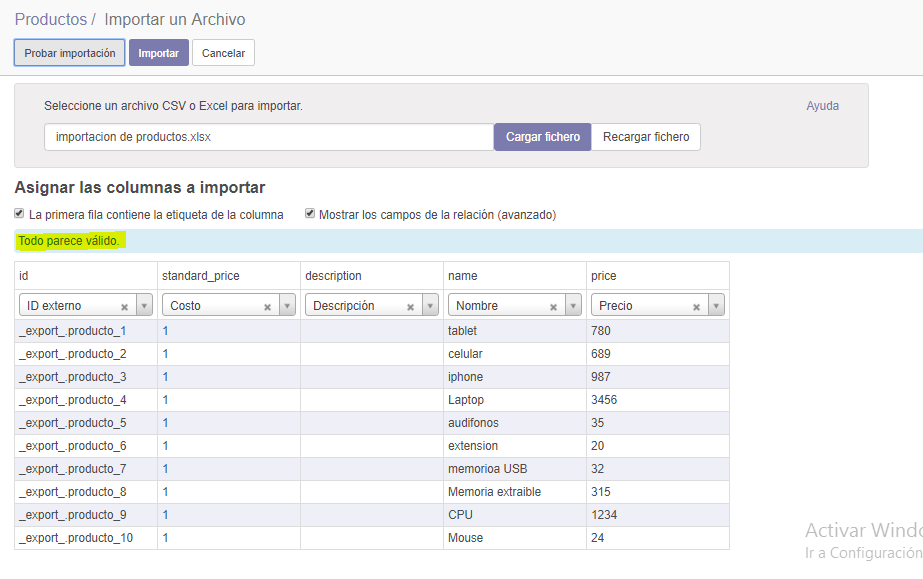 Productos / Importar un Archivo
Probar importación Importar Cancelar
Seleccione un archivo CSV o Excel para importar. Ayuda
importacion de productos.xlsx Cargar fichero Recargar fichero
Asignar las columnas a importar
La primera fila contiene la etiqueta de la columna Mostrar los campos de la relación (avanzado)
Todo parece válido.
id standard_price description name price
ID externo Costo Descripción Nombre Precio
_export_.producto_1 1 tablet 780
_export_.producto_2 1 celular 689
_export_.producto_3 1 iphone 987
_export_.producto_4 1 Laptop 3456
_export_.producto_5 1 audifonos 35
_export_.producto_6 1 extension 20
_export_.producto_7 1 memorioa USB 32
_export_.producto_8 1 Memoria extraible 315
_export_.producto_9 1 CPU 1234
_export_.producto_10 1 Mouse 24
Activar Windo
Ir a Configuración